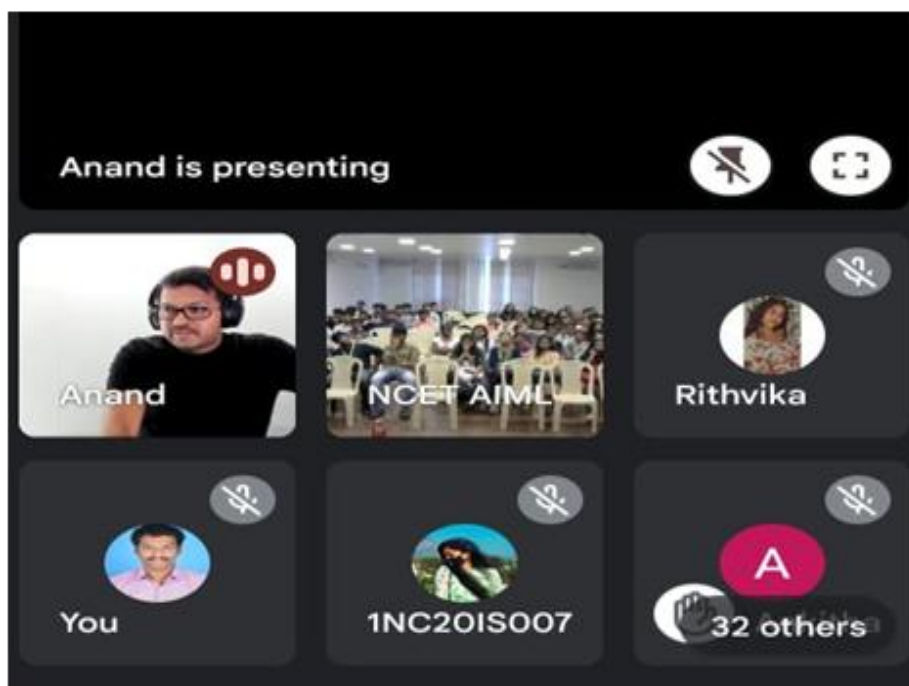 Anand is presenting
Anand
NCET AIML
Rithvika
You
1NC20IS007
A
32 others